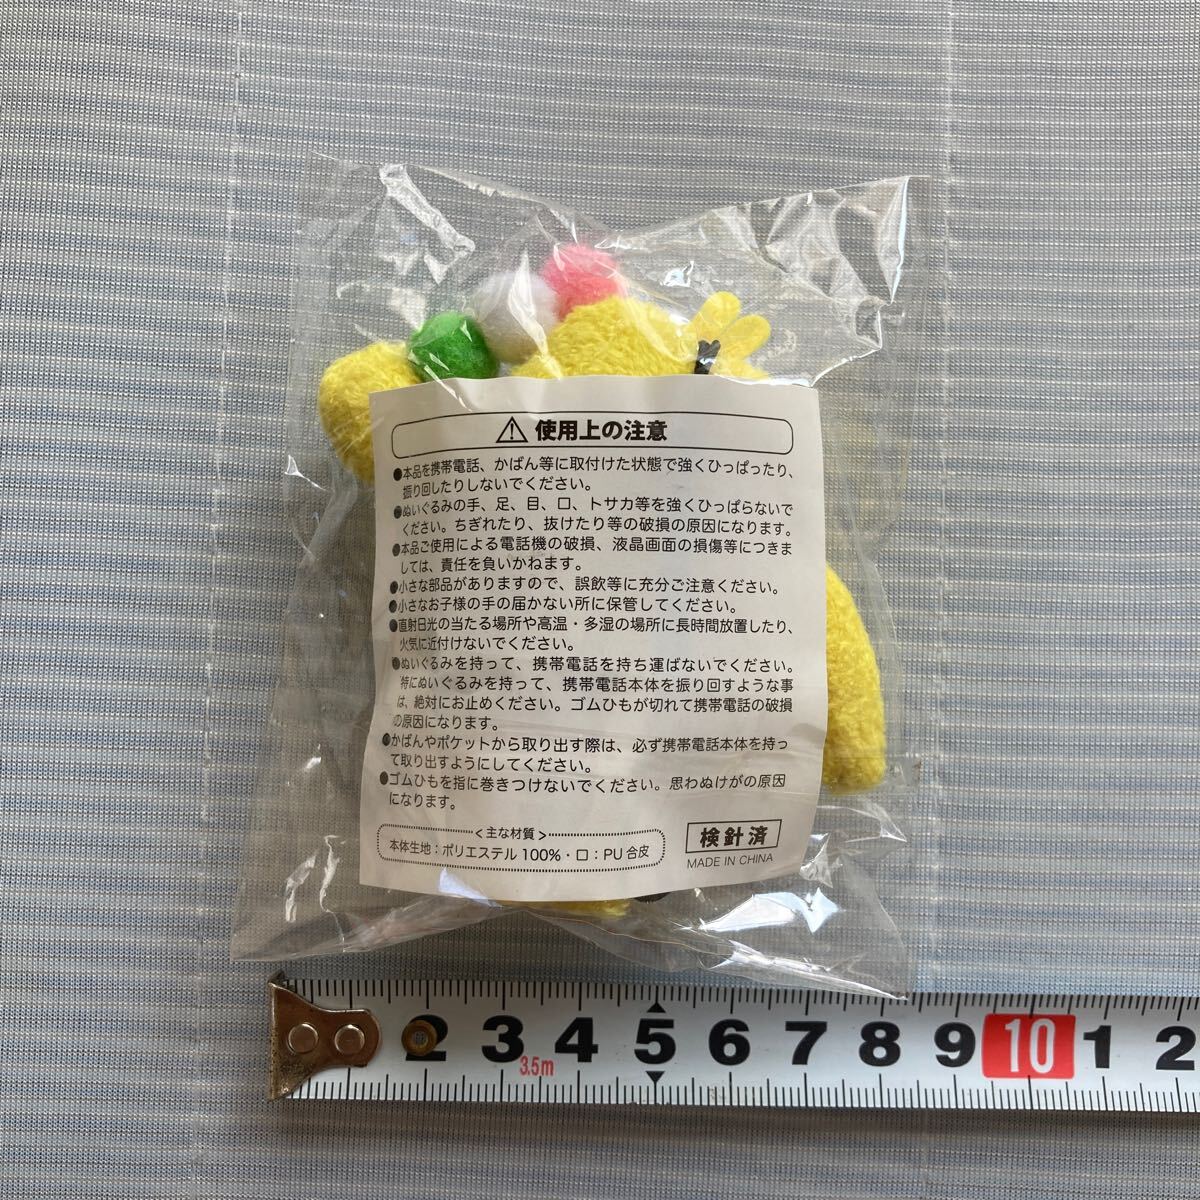 ⚠使用上の注意
●本品を携帯電話、かばん等に取付けた状態で強くひっぱったり、
振り回したりしないでください。
●ぬいぐるみの手、足、目、口、トサカ等を強くひっぱらないで
ください。ちぎれたり、抜けたり等の破損の原因になります。
●本品ご使用による電話機の破損、液晶画面の損傷等につきま
しては、責任を負いかねます。
●小さな部品がありますので、誤飲等に充分ご注意ください。
●小さなお子様の手の届かない所に保管してください。
●直射日光の当たる場所や高温・多湿の場所に長時間放置したり、
火気に近付けないでください。
●ぬいぐるみを持って、携帯電話を持ち運ばないでください。
特にぬいぐるみを持って、携帯電話本体を振り回すような事
は、絶対にお止めください。ゴムひもが切れて携帯電話の破損
の原因になります。
●かばんやポケットから取り出す際は、必ず携帯電話本体を持っ
て取り出すようにしてください。
●ゴムひもを指に巻きつけないでください。思わぬけがの原因
になります。
<主な材質>
本体生地:ポリエステル100%・口:PU合皮
検針済
MADE IN CHINA
2 3 4 5 6 7 8 9 10 1 2
3.5m